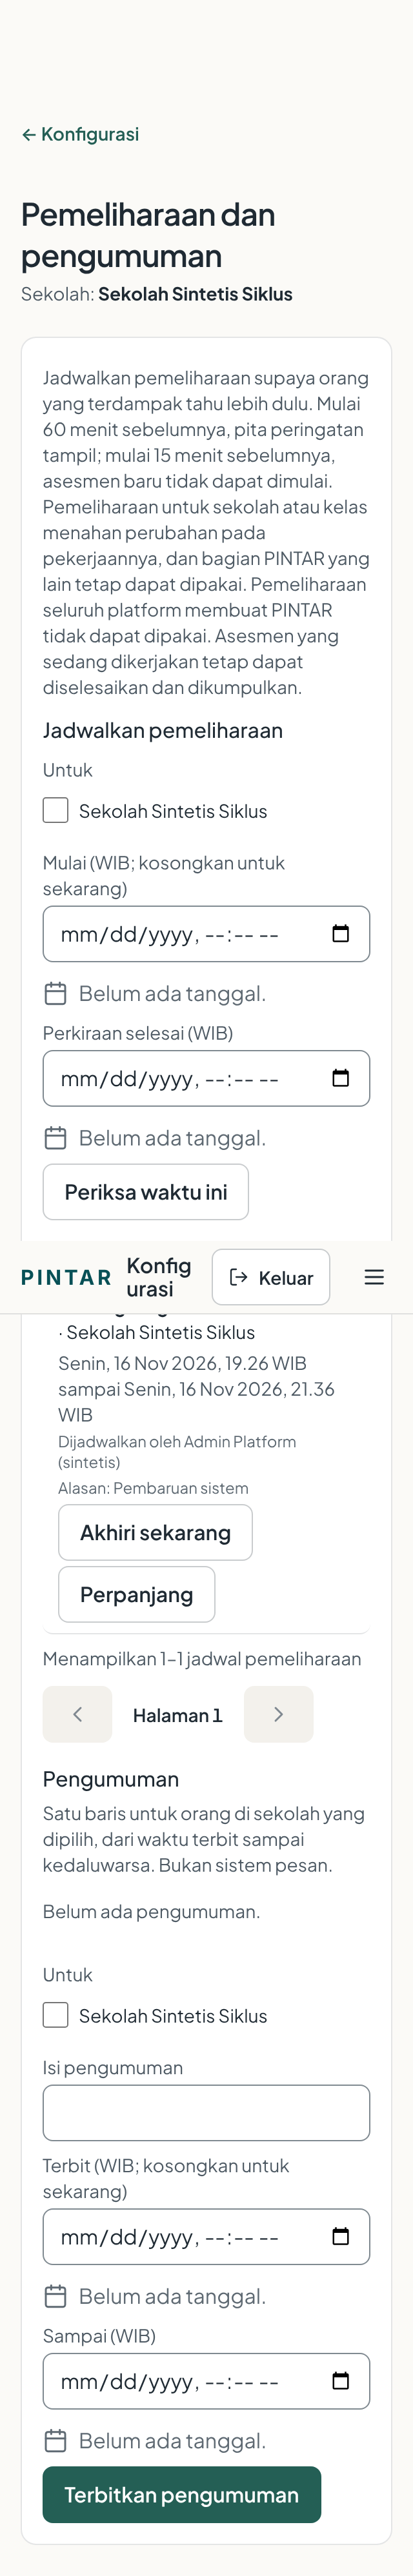 ← Konfigurasi
Pemeliharaan dan
pengumuman
Sekolah: Sekolah Sintetis Siklus
Jadwalkan pemeliharaan supaya orang
yang terdampak tahu lebih dulu. Mulai
60 menit sebelumnya, pita peringatan
tampil; mulai 15 menit sebelumnya,
asesmen baru tidak dapat dimulai.
Pemeliharaan untuk sekolah atau kelas
menahan perubahan pada
pekerjaannya, dan bagian PINTAR yang
lain tetap dapat dipakai. Pemeliharaan
seluruh platform membuat PINTAR
tidak dapat dipakai. Asesmen yang
sedang dikerjakan tetap dapat
diselesaikan dan dikumpulkan.
Jadwalkan pemeliharaan
Untuk
Sekolah Sintetis Siklus
Mulai (WIB; kosongkan untuk
sekarang)
mm/dd/yyyy, --:-- --
Belum ada tanggal.
Perkiraan selesai (WIB)
mm/dd/yyyy, --:-- --
Belum ada tanggal.
Periksa waktu ini
PINTAR
Konfig
urasi
Keluar
· Sekolah Sintetis Siklus
Senin, 16 Nov 2026, 19.26 WIB
sampai Senin, 16 Nov 2026, 21.36
WIB
Dijadwalkan oleh Admin Platform
(sintetis)
Alasan: Pembaruan sistem
Akhiri sekarang
Perpanjang
Menampilkan 1–1 jadwal pemeliharaan
Halaman 1
Pengumuman
Satu baris untuk orang di sekolah yang
dipilih, dari waktu terbit sampai
kedaluwarsa. Bukan sistem pesan.
Belum ada pengumuman.
Untuk
Sekolah Sintetis Siklus
Isi pengumuman
Terbit (WIB; kosongkan untuk
sekarang)
mm/dd/yyyy, --:-- --
Belum ada tanggal.
Sampai (WIB)
mm/dd/yyyy, --:-- --
Belum ada tanggal.
Terbitkan pengumuman